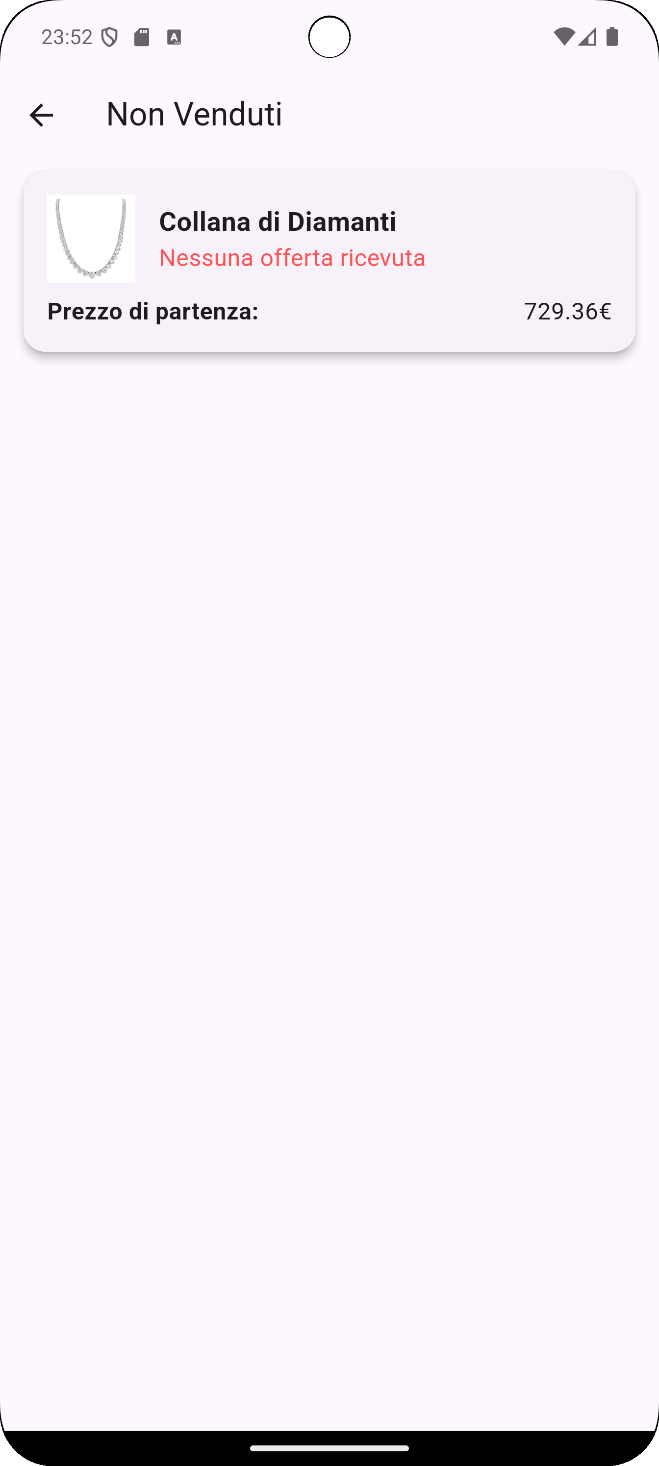 23:52
Non Venduti
Collana di Diamanti
Nessuna offerta ricevuta
Prezzo di partenza: 729.36€